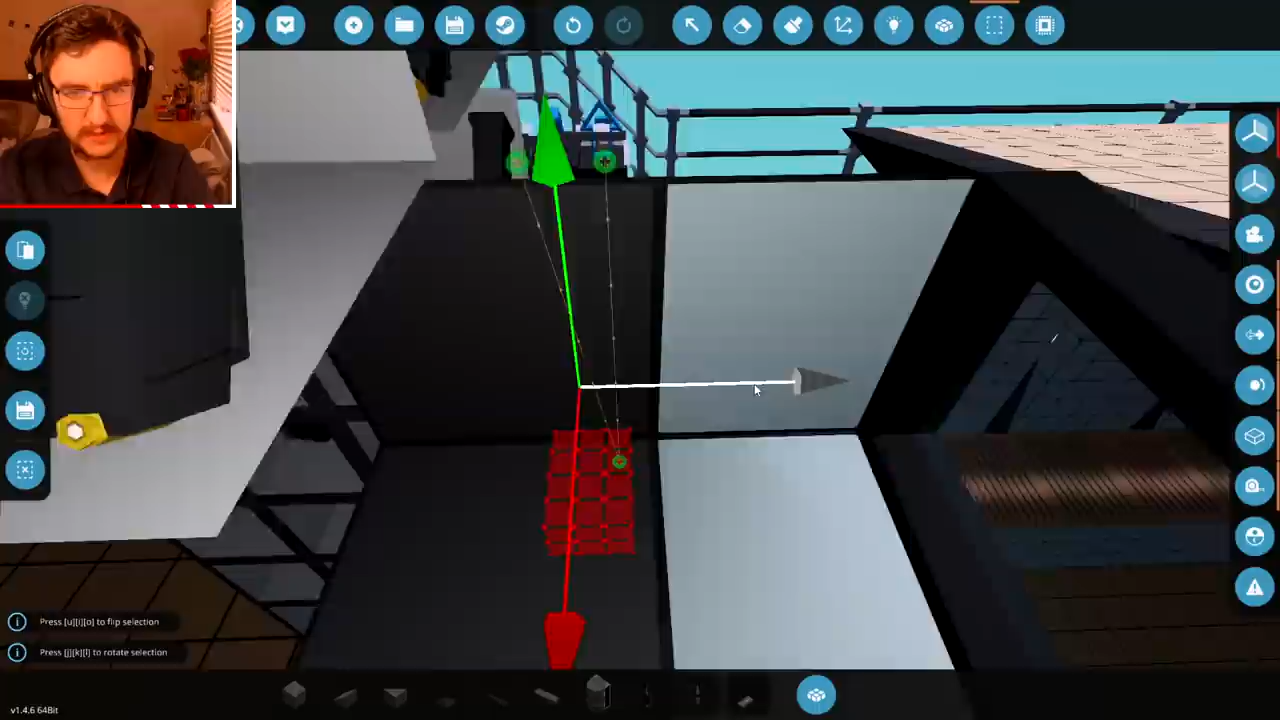 Press [u][i][o] to flip selection
Press [j][k][l] to rotate selection
v1.4.6 64Bit